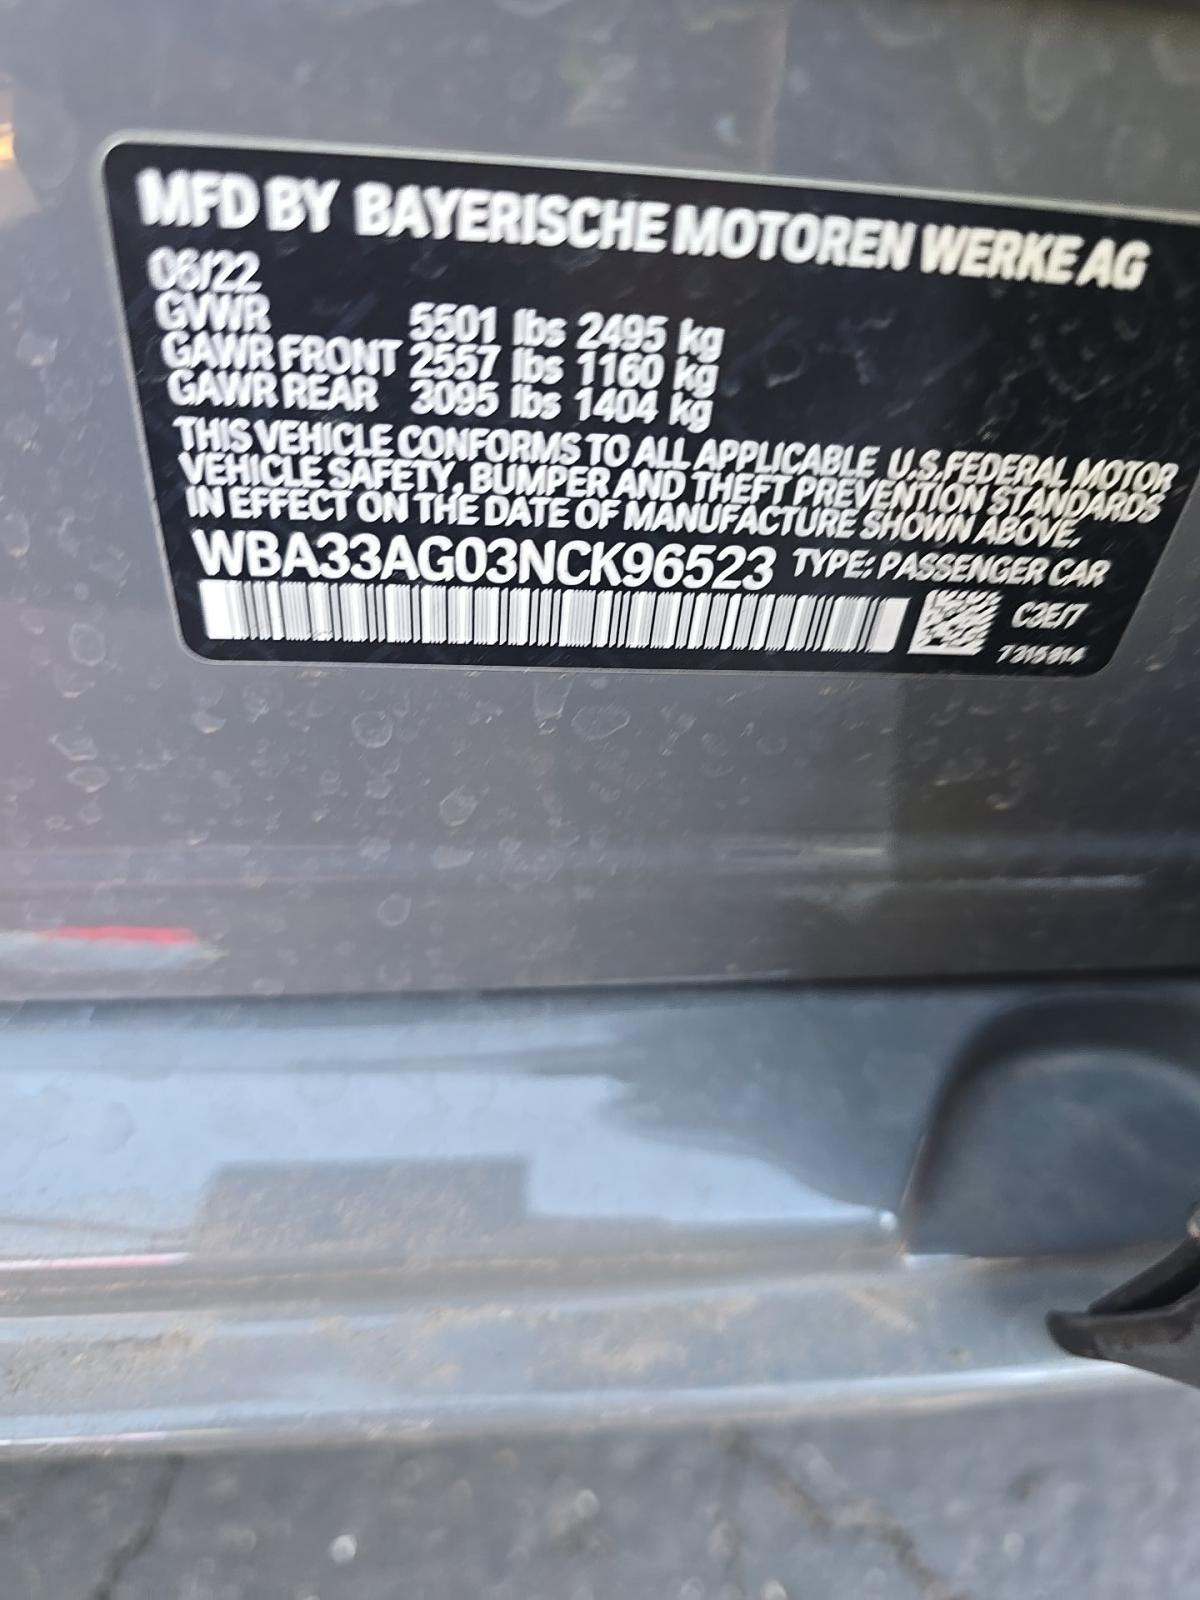 MFD BY BAYERISCHE MOTOREN WERKE AG
06/22
GVWR 5501 lbs 2495 kg
GAWR FRONT 2557 lbs 1160 kg
GAWR REAR 3095 lbs 1404 kg
THIS VEHICLE CONFORMS TO ALL APPLICABLE U.S.FEDERAL MOTOR
VEHICLE SAFETY, BUMPER AND THEFT PREVENTION STANDARDS
IN EFFECT ON THE DATE OF MANUFACTURE SHOWN ABOVE.
WBA33AG03NCK96523 TYPE: PASSENGER CAR
7315914